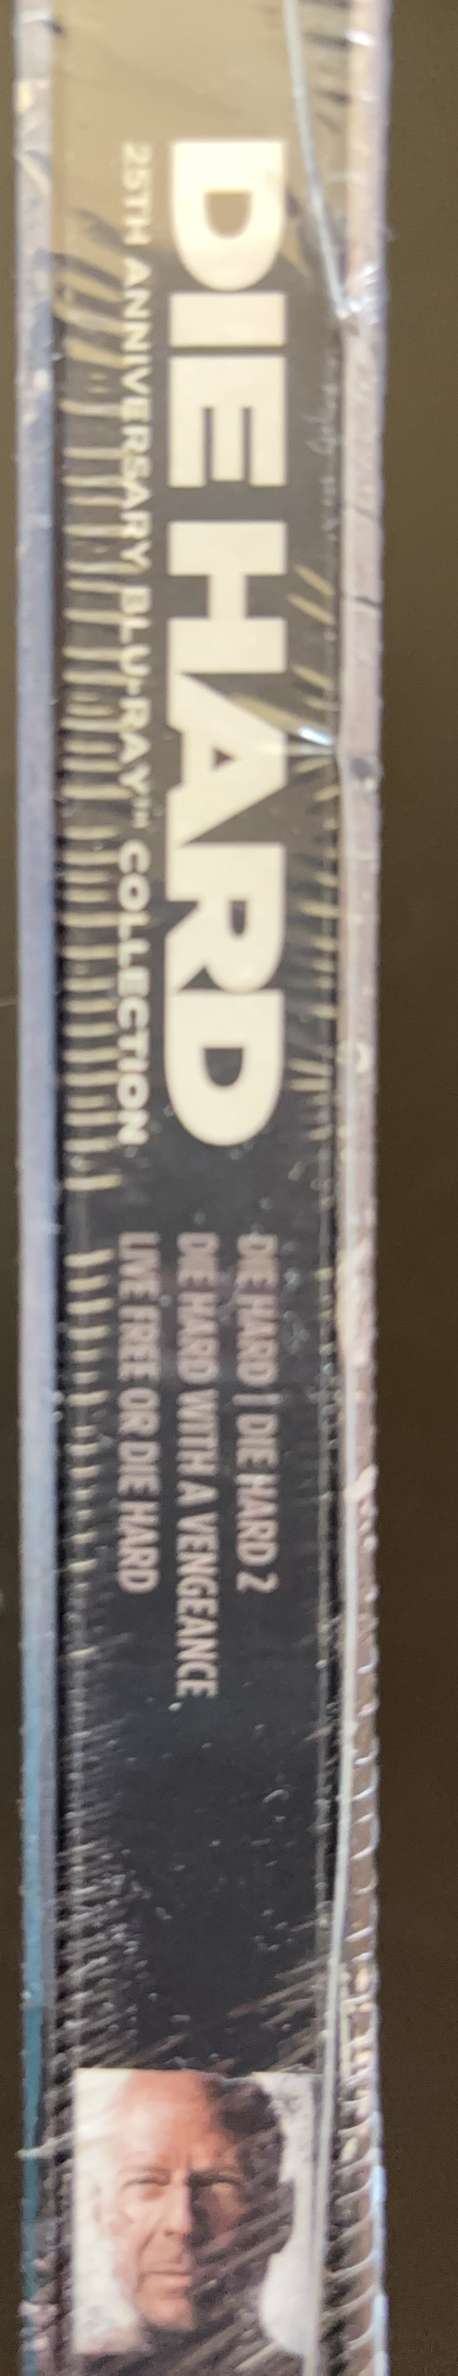 DIE HARD
25TH ANNIVERSARY BLU-RAY™ COLLECTION
DIE HARD | DIE HARD 2
DIE HARD WITH A VENGEANCE
LIVE FREE OR DIE HARD